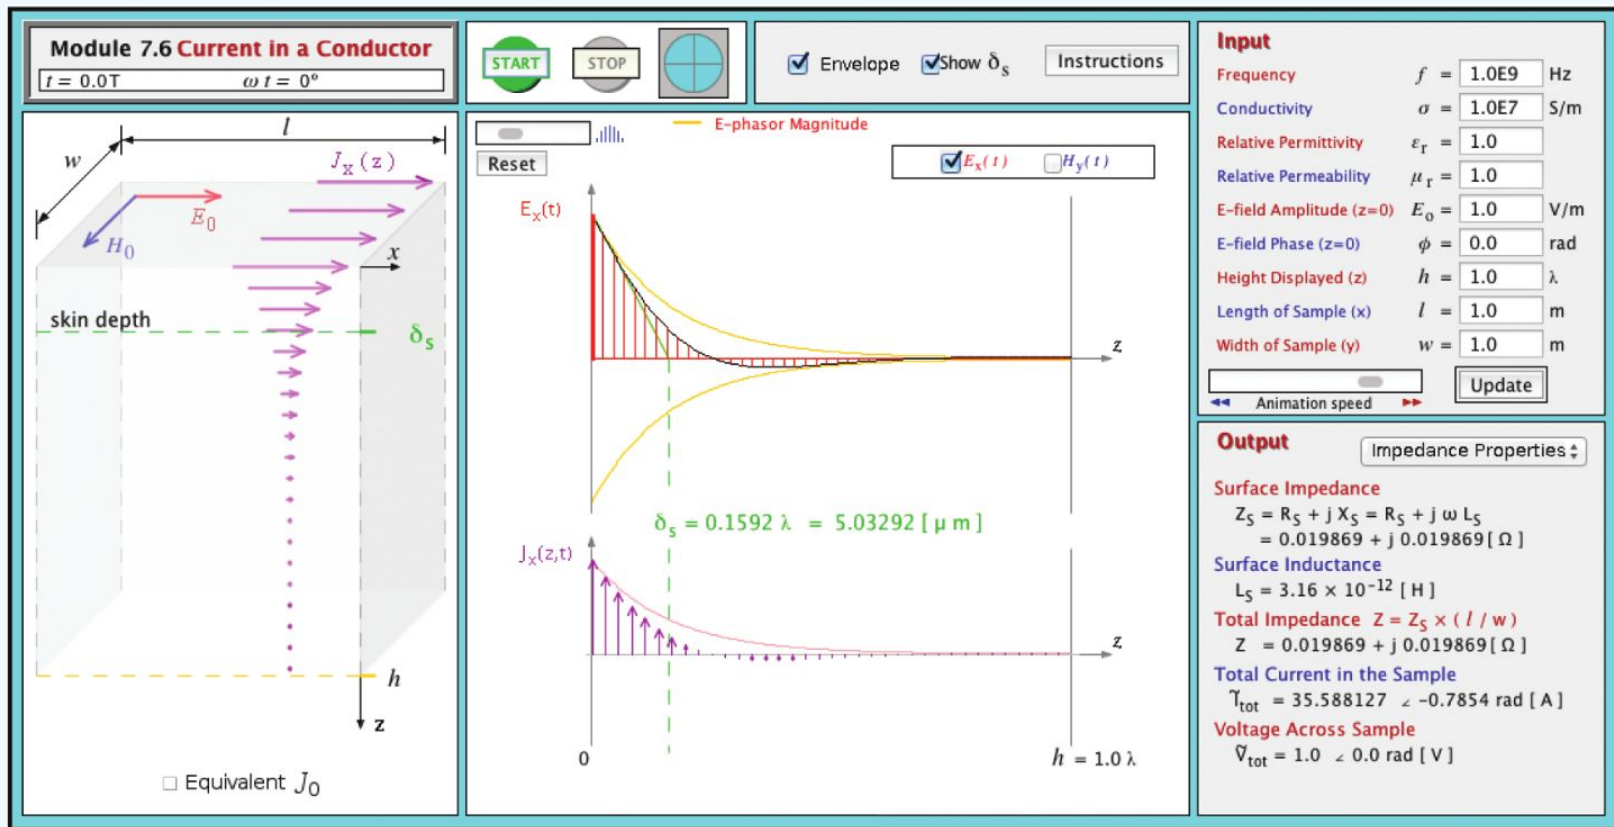 Module 7.6 Current in a Conductor
t = 0.0T ω t = 0°
START
STOP
Envelope
Show δs
Instructions
l
w
Jx(z)
E0
H0
x
skin depth
δs
h
z
Equivalent J0
E-phasor Magnitude
Reset
Ex(t)
Hy(t)
Ex(t)
z
δs = 0.1592 λ = 5.03292 [ μ m ]
Jx(z,t)
z
0
h = 1.0 λ
Input
Frequency f = 1.0E9 Hz
Conductivity σ = 1.0E7 S/m
Relative Permittivity εr = 1.0
Relative Permeability μr = 1.0
E-field Amplitude (z=0) Eo = 1.0 V/m
E-field Phase (z=0) ϕ = 0.0 rad
Height Displayed (z) h = 1.0 λ
Length of Sample (x) l = 1.0 m
Width of Sample (y) w = 1.0 m
Animation speed
Update
Output
Impedance Properties
Surface Impedance
ZS = RS + j XS = RS + j ω LS
= 0.019869 + j 0.019869 [ Ω ]
Surface Inductance
LS = 3.16 × 10⁻¹² [ H ]
Total Impedance Z = ZS × ( l / w )
Z = 0.019869 + j 0.019869 [ Ω ]
Total Current in the Sample
Ĩtot = 35.588127 ∠ -0.7854 rad [ A ]
Voltage Across Sample
Ṽtot = 1.0 ∠ 0.0 rad [ V ]